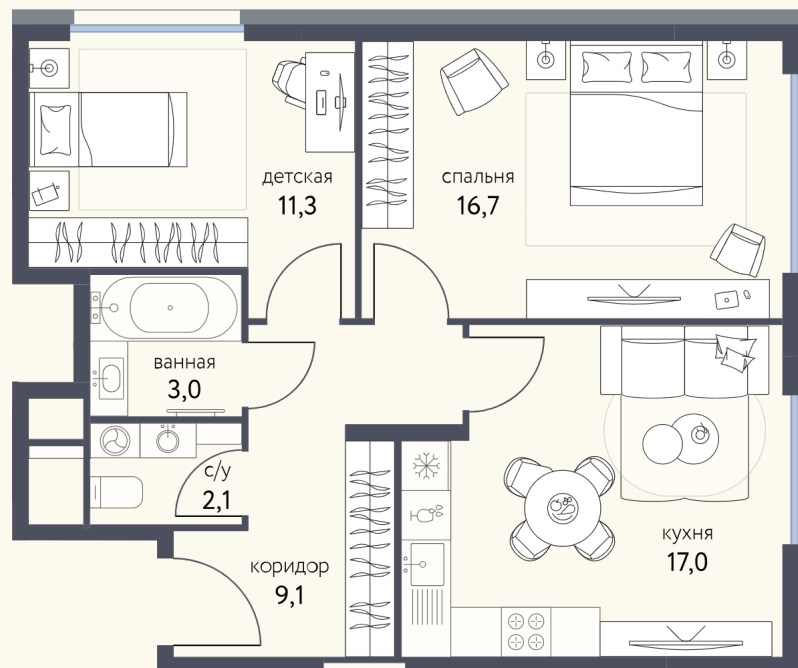 детская
11,3
спальня
16,7
ванная
3,0
с/у
2,1
кухня
17,0
коридор
9,1